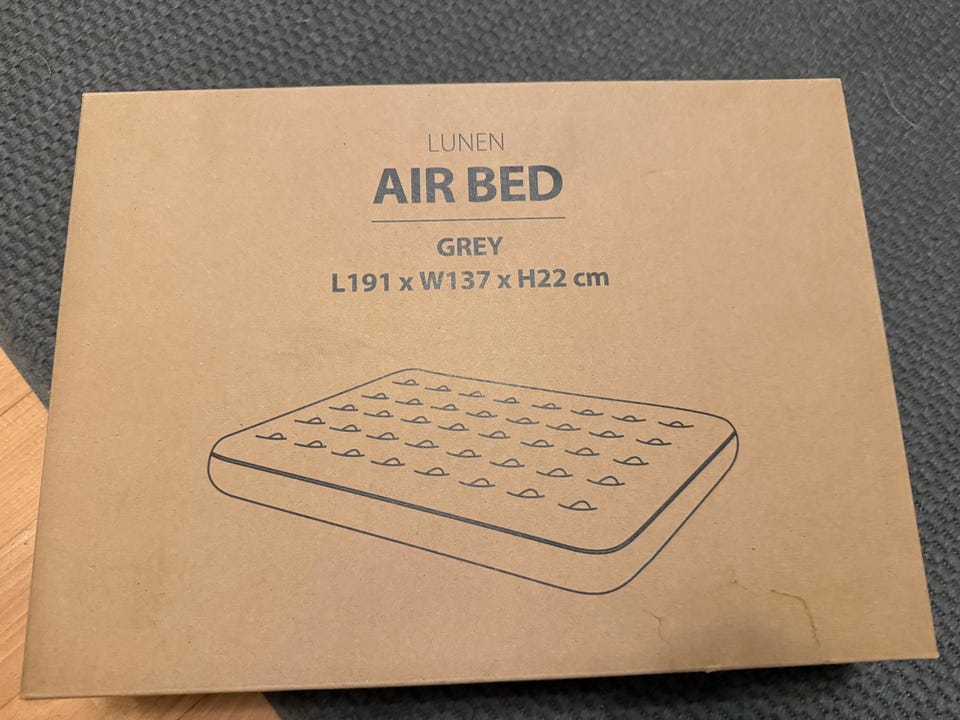 LUNEN
AIR BED
GREY
L191 x W137 x H22 cm